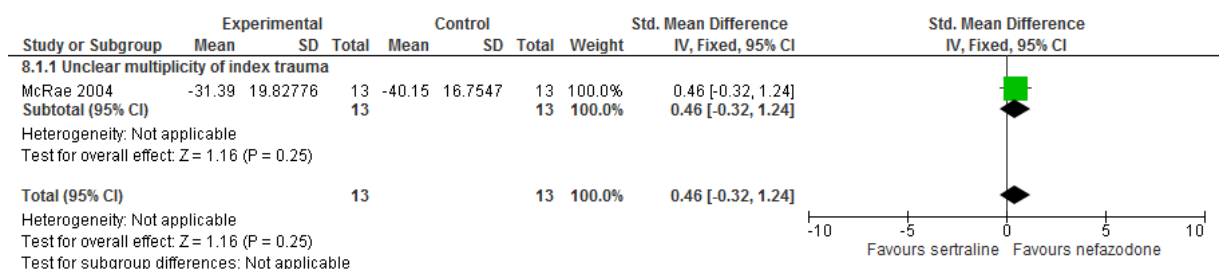 Experimental Control Std. Mean Difference Std. Mean Difference
Study or Subgroup Mean SD Total Mean SD Total Weight IV, Fixed, 95% CI IV, Fixed, 95% CI
8.1.1 Unclear multiplicity of index trauma
McRae 2004 -31.39 19.82776 13 -40.15 16.7547 13 100.0% 0.46 [-0.32, 1.24]
Subtotal (95% CI) 13 13 100.0% 0.46 [-0.32, 1.24]
Heterogeneity: Not applicable
Test for overall effect: Z = 1.16 (P = 0.25)
Total (95% CI) 13 13 100.0% 0.46 [-0.32, 1.24]
Heterogeneity: Not applicable
Test for overall effect: Z = 1.16 (P = 0.25)
Test for subgroup differences: Not applicable
-10 -5 0 5 10
Favours sertraline Favours nefazodone